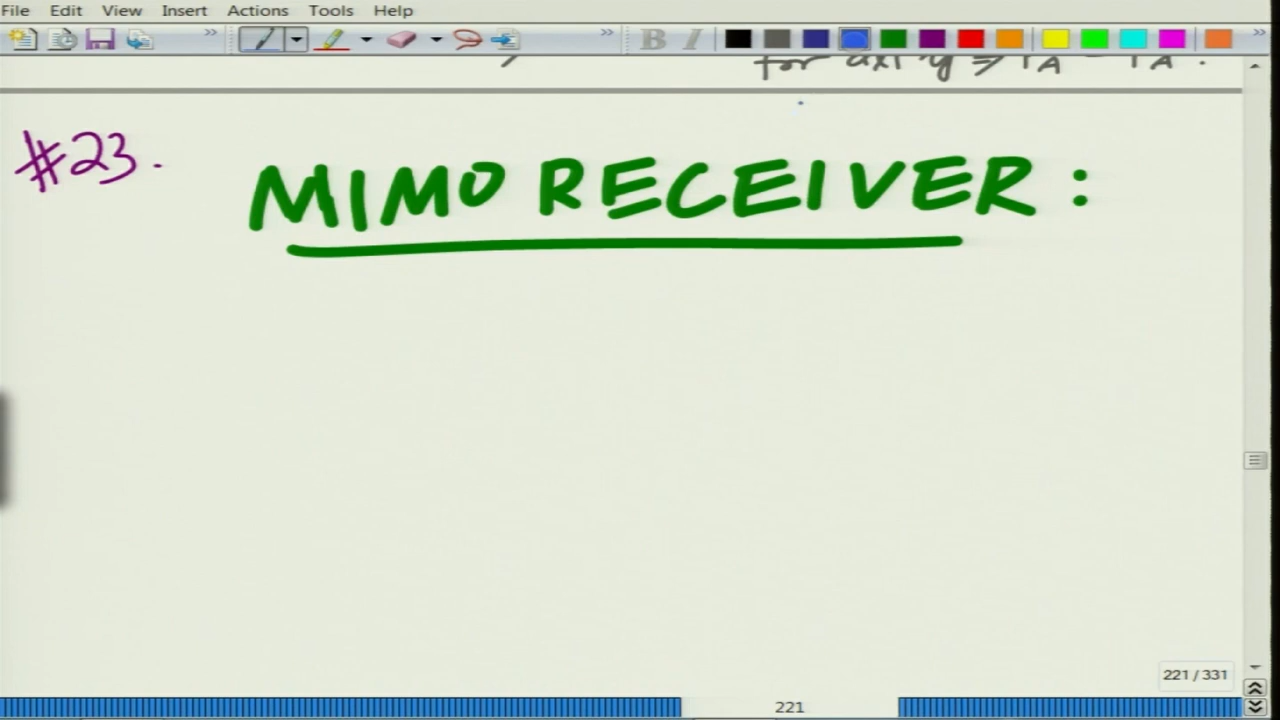 File Edit View Insert Actions Tools Help
B I
#23.
MIMO RECEIVER :
221 / 331
221